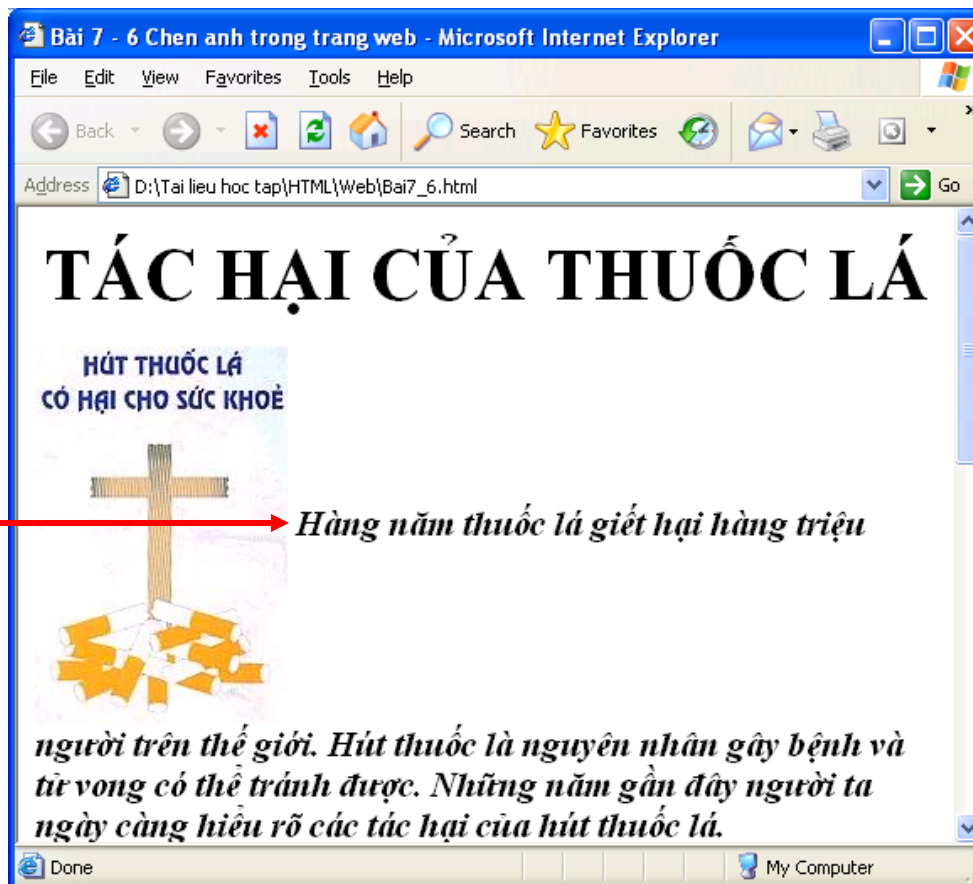 Bài 7 - 6 Chen anh trong trang web - Microsoft Internet Explorer
File Edit View Favorites Tools Help
Back Search Favorites
Address D:\Tai lieu hoc tap\HTML\Web\Bai7_6.html Go
TÁC HẠI CỦA THUỐC LÁ
HÚT THUỐC LÁ
CÓ HẠI CHO SỨC KHOẺ
Hàng năm thuốc lá giết hại hàng triệu
người trên thế giới. Hút thuốc là nguyên nhân gây bệnh và
tử vong có thể tránh được. Những năm gần đây người ta
ngày càng hiểu rõ các tác hại của hút thuốc lá.
Done My Computer